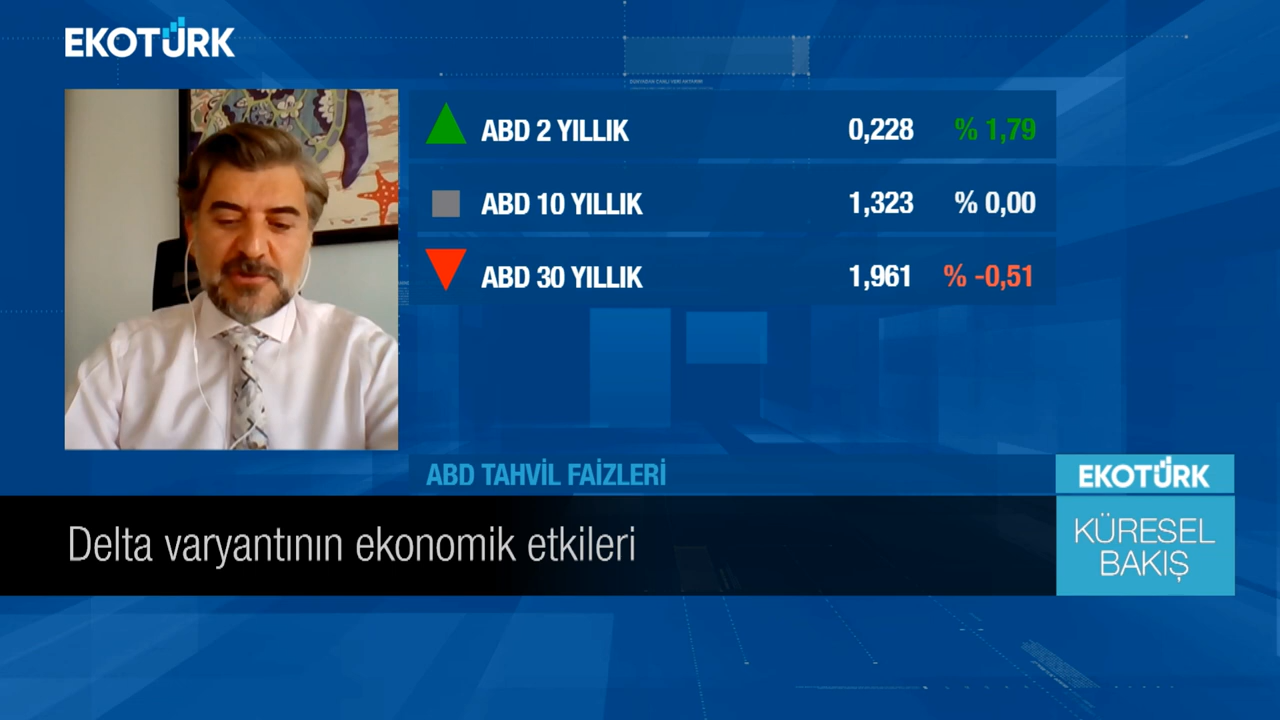 EKOTÜRK
ABD 2 YILLIK 0,228 % 1,79
ABD 10 YILLIK 1,323 % 0,00
ABD 30 YILLIK 1,961 % -0,51
ABD TAHVİL FAİZLERİ
EKOTÜRK
Delta varyantının ekonomik etkileri
KÜRESEL
BAKIŞ